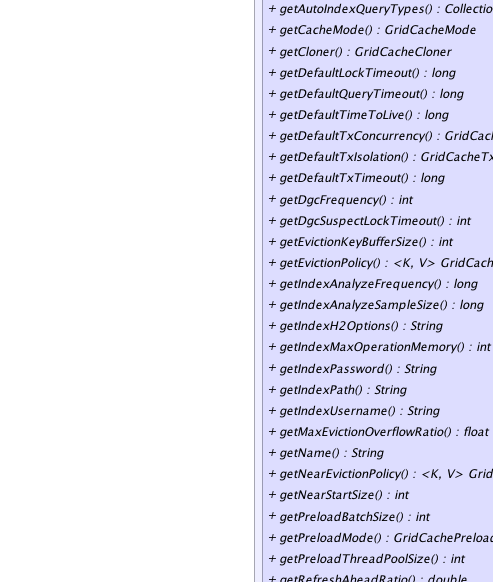 + getAutoIndexQueryTypes() : Collectio
+ getCacheMode() : GridCacheMode
+ getCloner() : GridCacheCloner
+ getDefaultLockTimeout() : long
+ getDefaultQueryTimeout() : long
+ getDefaultTimeToLive() : long
+ getDefaultTxConcurrency() : GridCac
+ getDefaultTxIsolation() : GridCacheTx
+ getDefaultTxTimeout() : long
+ getDgcFrequency() : int
+ getDgcSuspectLockTimeout() : int
+ getEvictionKeyBufferSize() : int
+ getEvictionPolicy() : <K, V> GridCach
+ getIndexAnalyzeFrequency() : long
+ getIndexAnalyzeSampleSize() : long
+ getIndexH2Options() : String
+ getIndexMaxOperationMemory() : int
+ getIndexPassword() : String
+ getIndexPath() : String
+ getIndexUsername() : String
+ getMaxEvictionOverflowRatio() : float
+ getName() : String
+ getNearEvictionPolicy() : <K, V> Grid
+ getNearStartSize() : int
+ getPreloadBatchSize() : int
+ getPreloadMode() : GridCachePreload
+ getPreloadThreadPoolSize() : int
+ getRefreshAheadRatio() : double